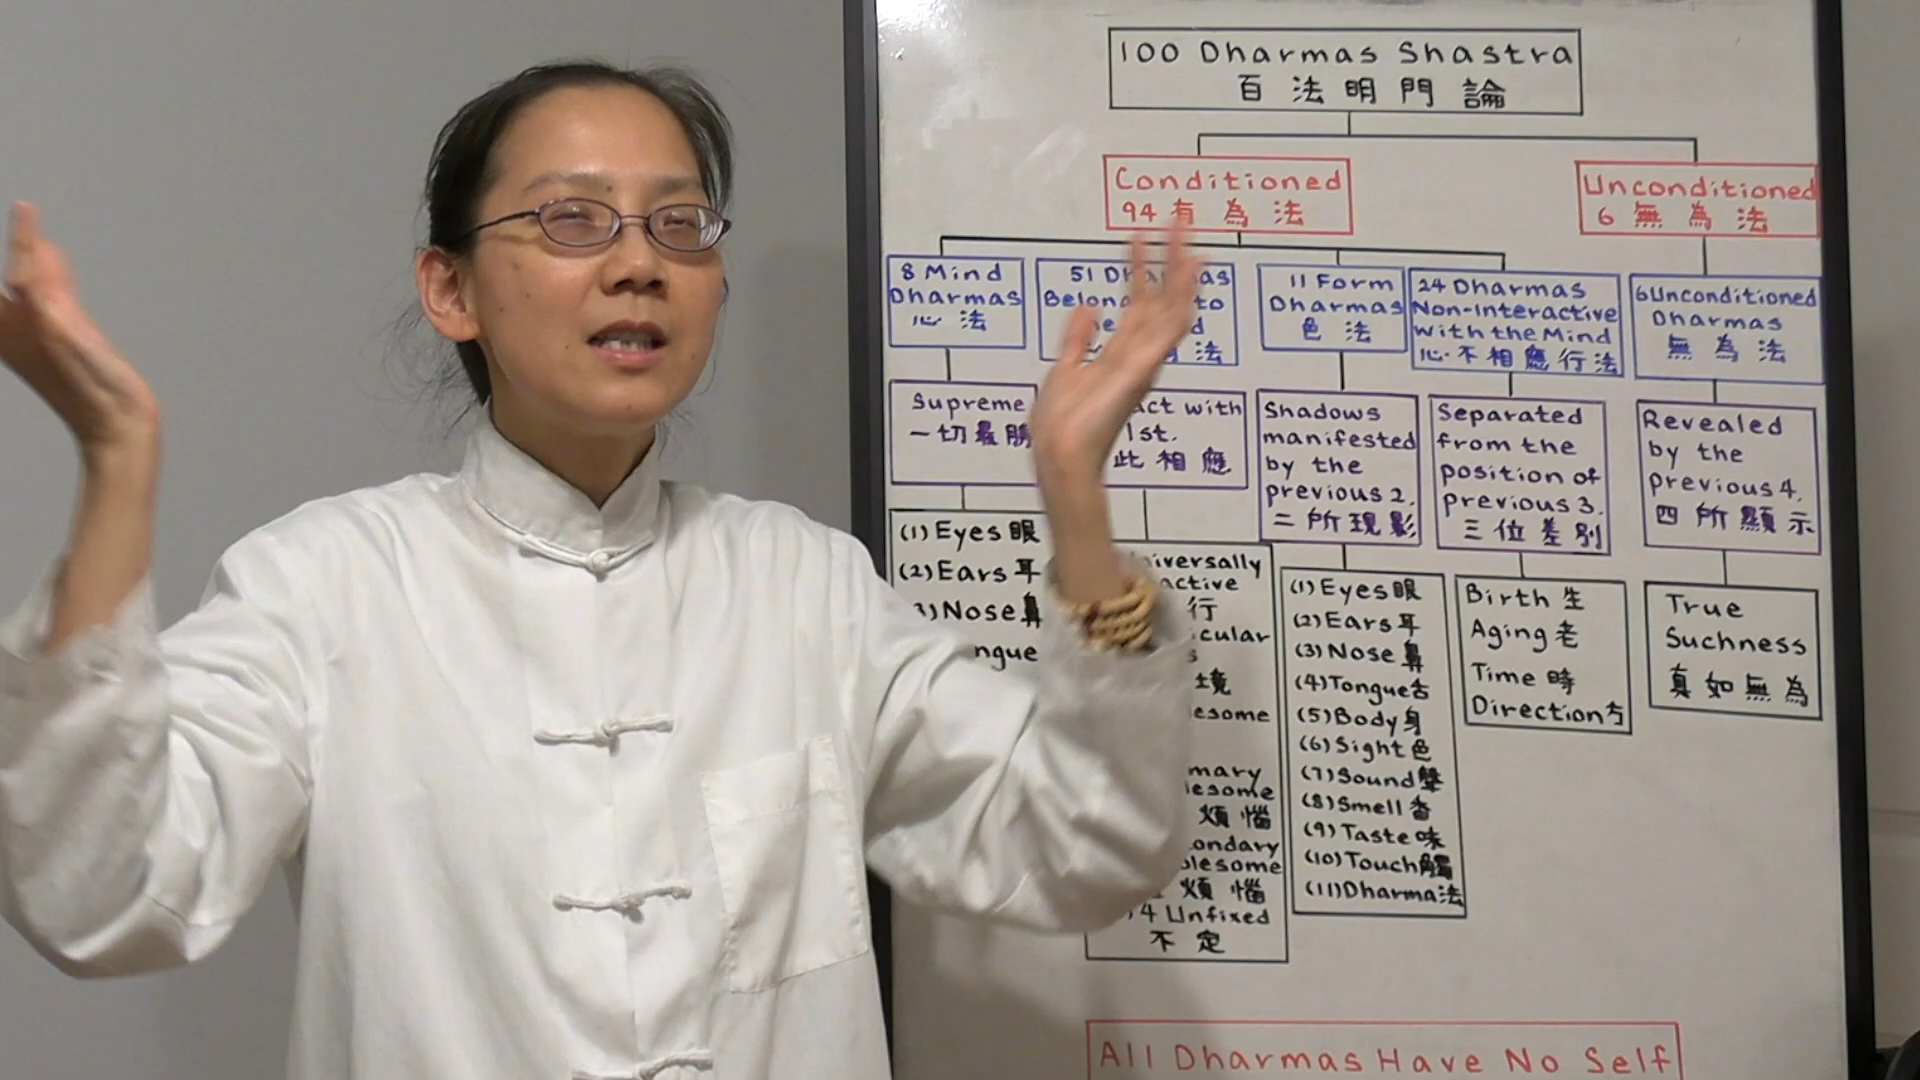 100 Dharmas Shastra
百法明門論
Conditioned
94 有為法
Unconditioned
6 無為法
8 Mind
Dharmas
心法
51
to
法
11 Form
Dharmas
色法
24 Dharmas
Non-Interactive
with the Mind
心不相應行法
6 Unconditioned
Dharmas
無為法
Supreme
一切最勝
with
1st.
此相應
Shadows
manifested
by the
previous 2.
二所現影
Separated
from the
position of
previous 3.
三位差別
Revealed
by the
previous 4.
四所顯示
(1) Eyes 眼
(2) Ears 耳
Nose 鼻
行
境
煩惱
煩惱
4 Unfixed
不定
(1) Eyes 眼
(2) Ears 耳
(3) Nose 鼻
(4) Tongue 舌
(5) Body 身
(6) Sight 色
(7) Sound 聲
(8) Smell 香
(9) Taste 味
(10) Touch 觸
(11) Dharma 法
Birth 生
Aging 老
Time 時
Direction 方
True
Suchness
真如無為
All Dharmas Have No Self